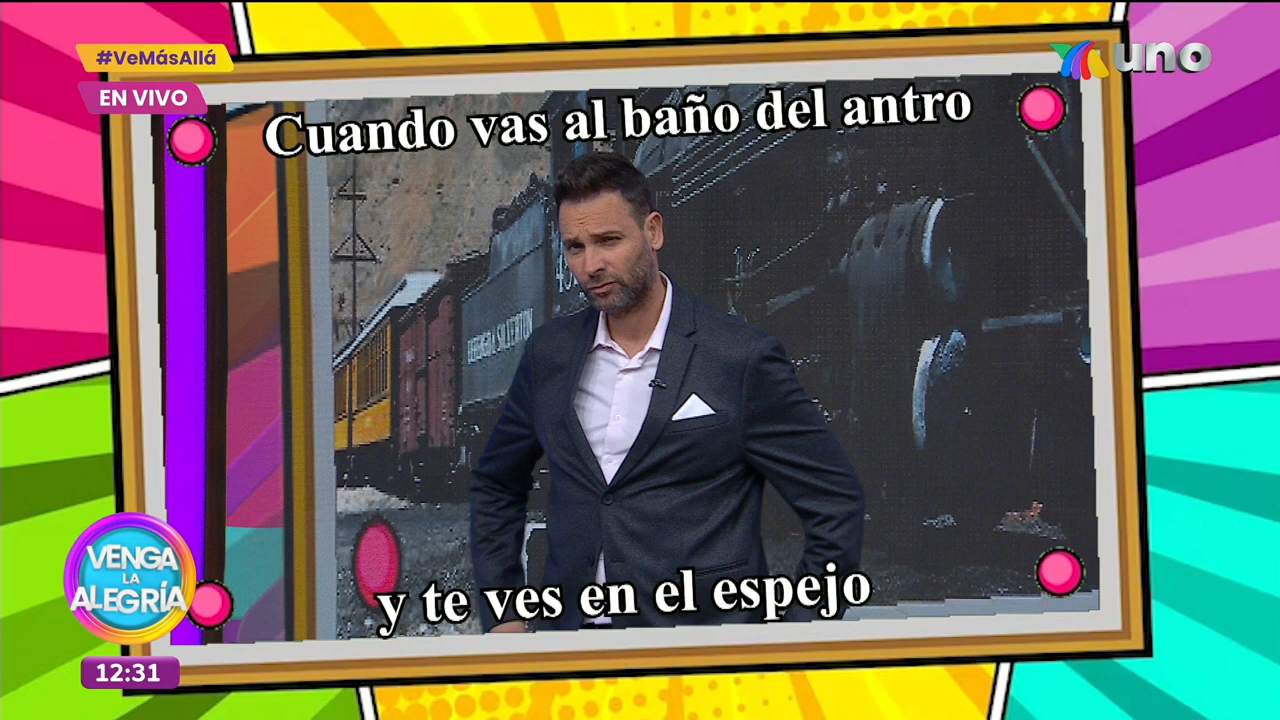 #VeMásAllá
EN VIVO
uno
Cuando vas al baño del antro
y te ves en el espejo
VENGA
LA
ALEGRÍA
12:31